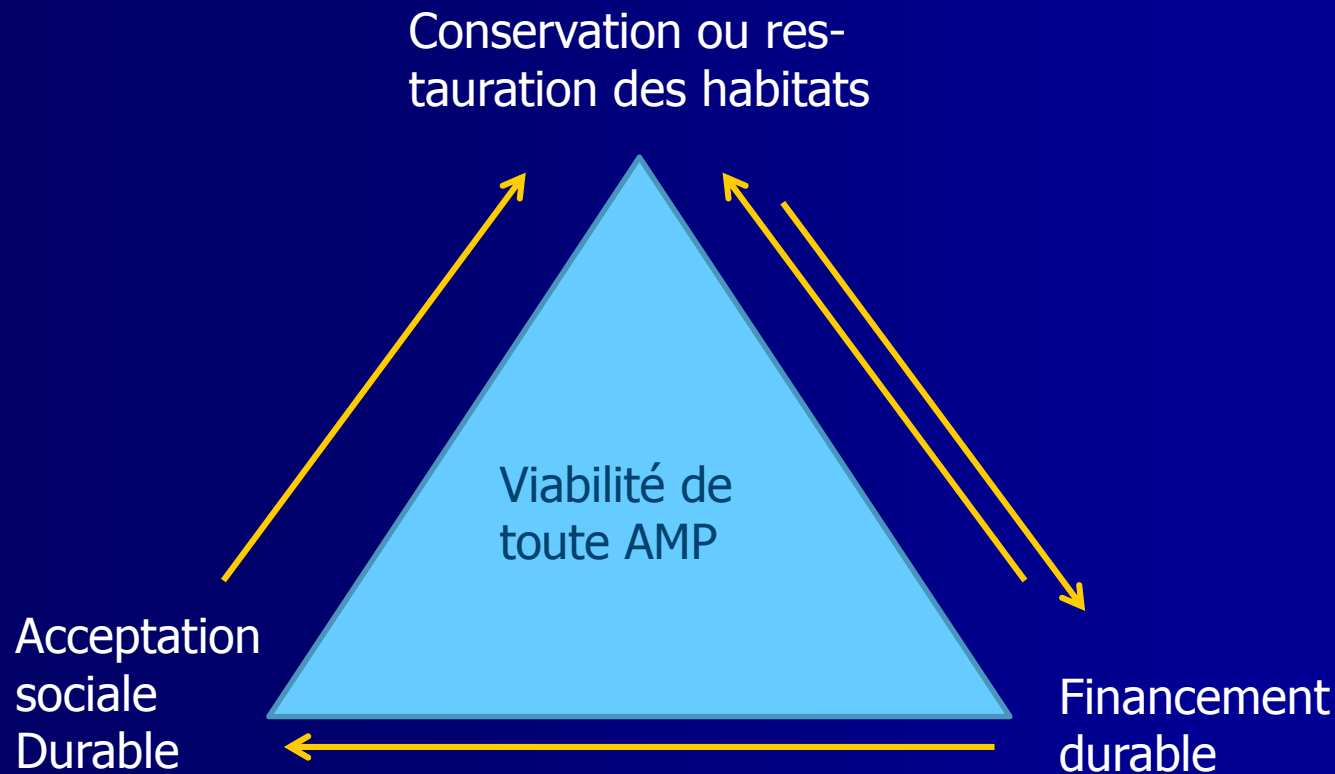 Conservation ou res-
tauration des habitats
Viabilité de
toute AMP
Acceptation
sociale
Durable
Financement
durable